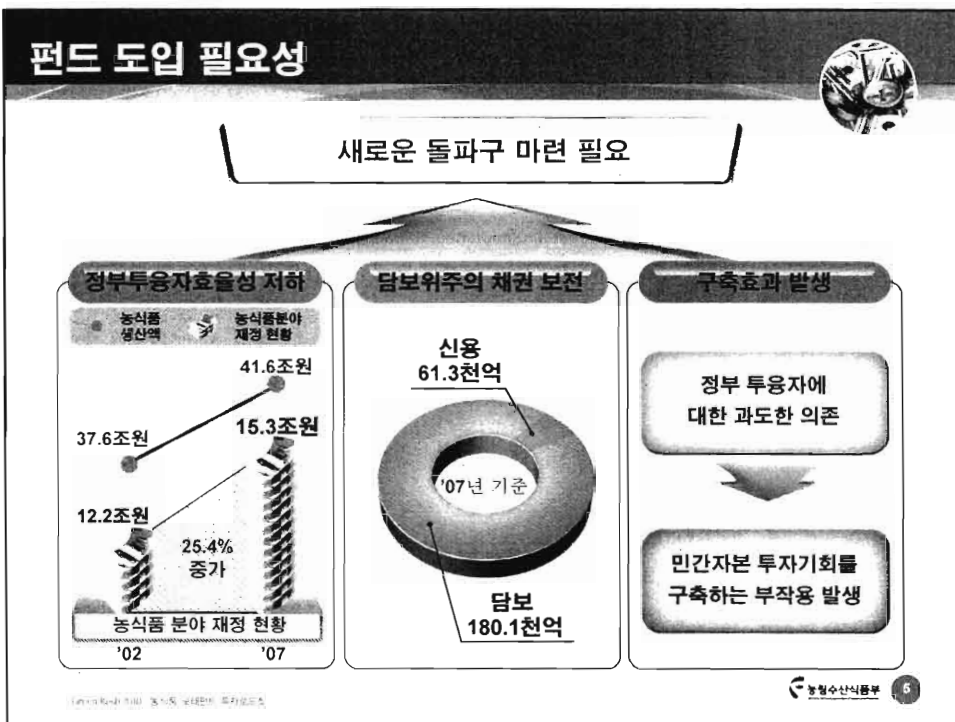 펀드 도입 필요성
새로운 돌파구 마련 필요
정부투융자효율성 저하
농식품
생산액
농식품분야
재정 현황
41.6조원
37.6조원
15.3조원
12.2조원
25.4%
증가
농식품 분야 재정 현황
'02
'07
담보위주의 채권 보전
신용
61.3천억
'07년 기준
담보
180.1천억
구축효과 발생
정부 투융자에
대한 과도한 의존
민간자본 투자기회를
구축하는 부작용 발생
농식품
농림수산식품부
5